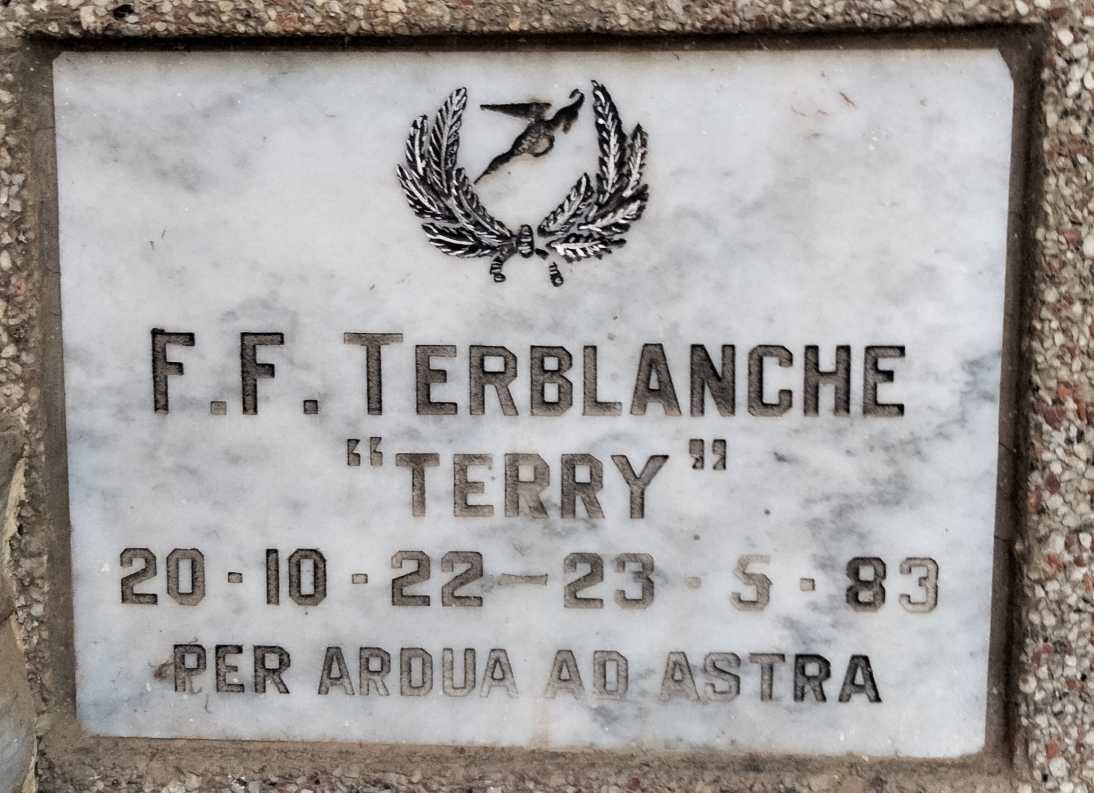 F.F. TERBLANCHE
“TERRY”
20·10·22–23·5·83
PER ARDUA AD ASTRA